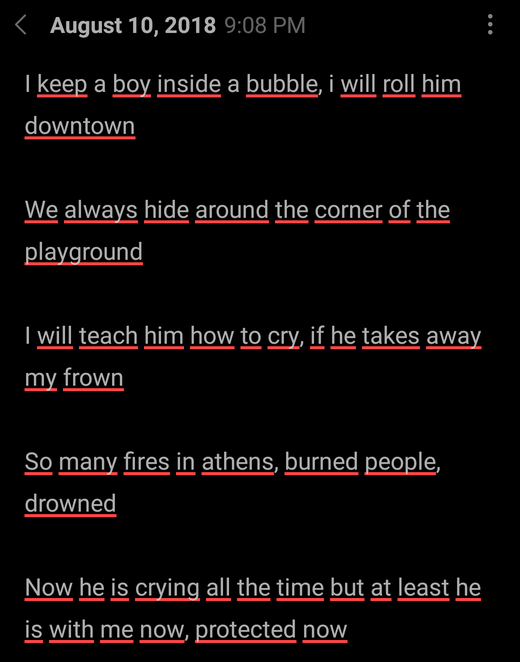 August 10, 2018 9:08 PM
I keep a boy inside a bubble, i will roll him
downtown
We always hide around the corner of the
playground
I will teach him how to cry, if he takes away
my frown
So many fires in athens, burned people,
drowned
Now he is crying all the time but at least he
is with me now, protected now